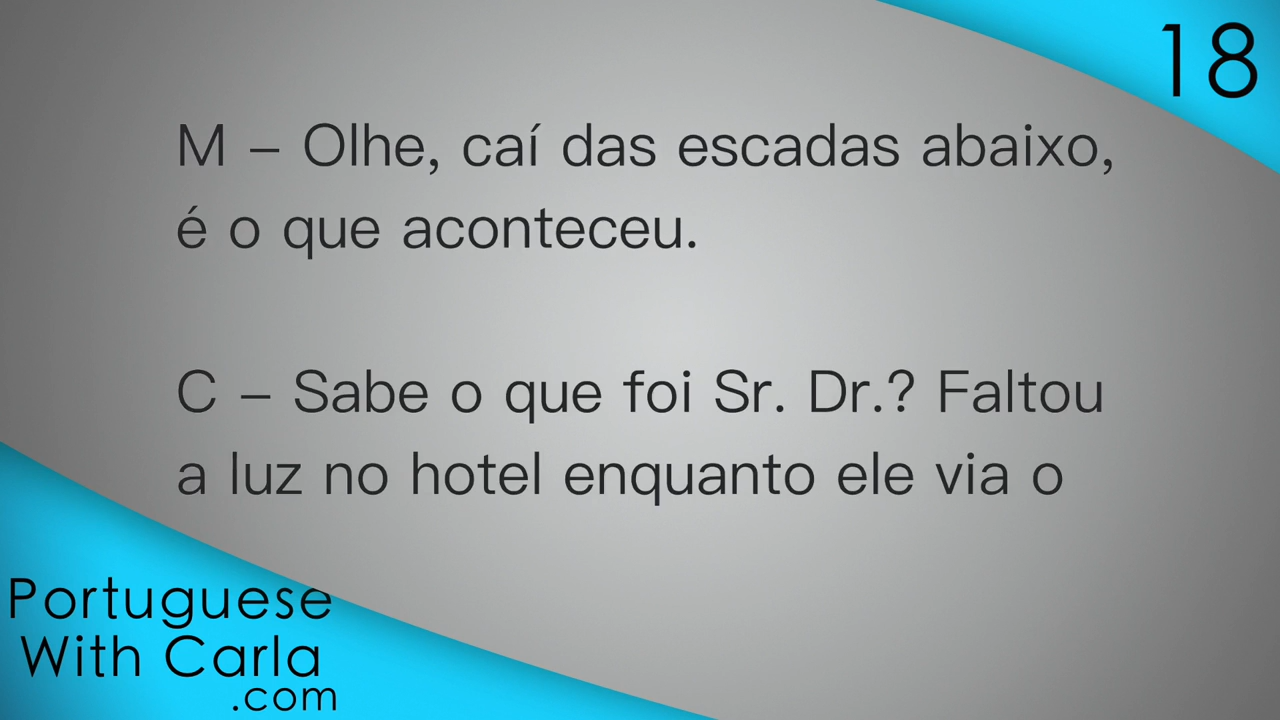 18
M – Olhe, caí das escadas abaixo,
é o que aconteceu.
C – Sabe o que foi Sr. Dr.? Faltou
a luz no hotel enquanto ele via o
Portuguese
With Carla
.com